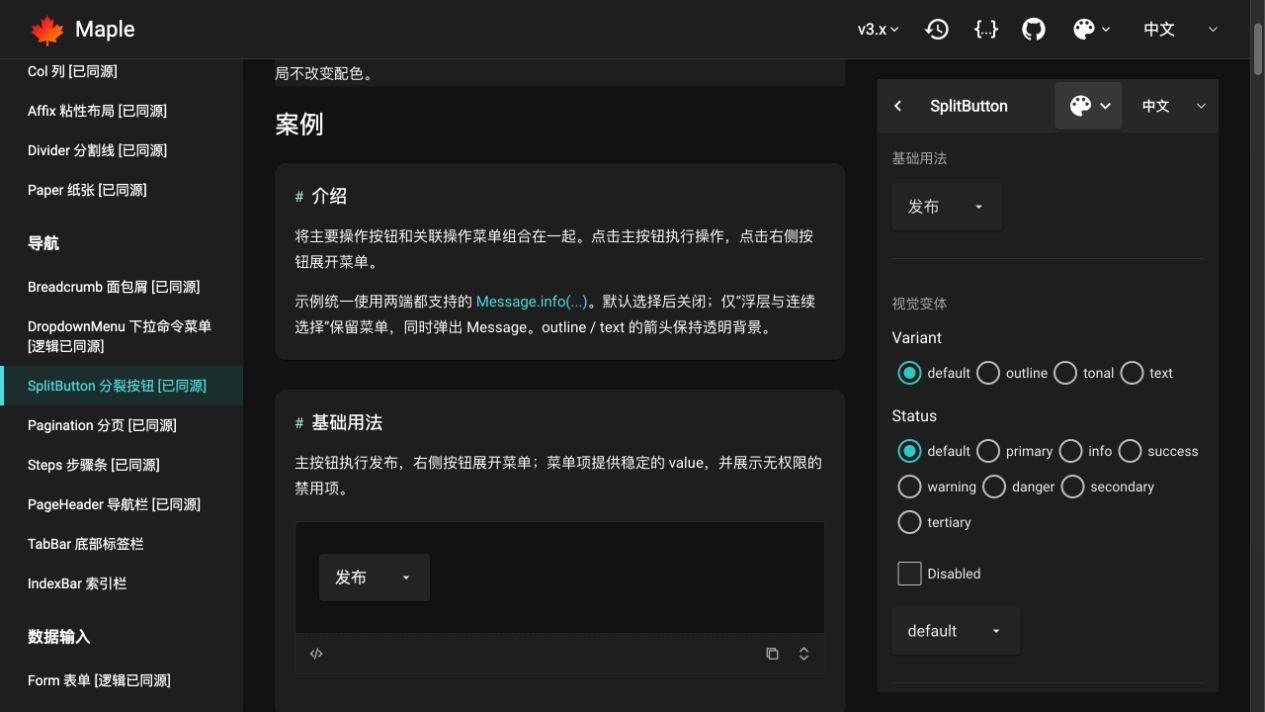 Maple
v3.x
中文
Col 列 [已同源]
Affix 粘性布局 [已同源]
Divider 分割线 [已同源]
Paper 纸张 [已同源]
导航
Breadcrumb 面包屑 [已同源]
DropdownMenu 下拉命令菜单
[逻辑已同源]
SplitButton 分裂按钮 [已同源]
Pagination 分页 [已同源]
Steps 步骤条 [已同源]
PageHeader 导航栏 [已同源]
TabBar 底部标签栏
IndexBar 索引栏
数据输入
Form 表单 [逻辑已同源]
局不改变配色。
案例
# 介绍
将主要操作按钮和关联操作菜单组合在一起。点击主按钮执行操作，点击右侧按
钮展开菜单。
示例统一使用两端都支持的 Message.info(...)。默认选择后关闭；仅“浮层与连续
选择”保留菜单，同时弹出 Message。outline / text 的箭头保持透明背景。
# 基础用法
主按钮执行发布，右侧按钮展开菜单；菜单项提供稳定的 value，并展示无权限的
禁用项。
发布
SplitButton
中文
基础用法
发布
视觉变体
Variant
default outline tonal text
Status
default primary info success
warning danger secondary
tertiary
Disabled
default